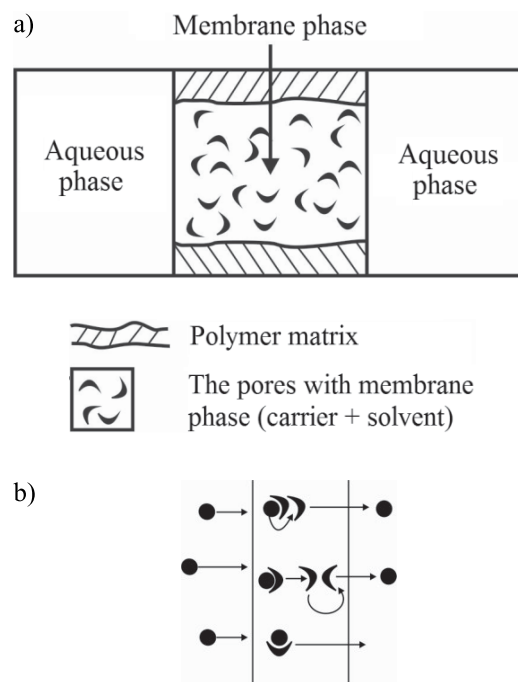 a)
Membrane phase
Aqueous
phase
Aqueous
phase
Polymer matrix
The pores with membrane
phase (carrier + solvent)
b)